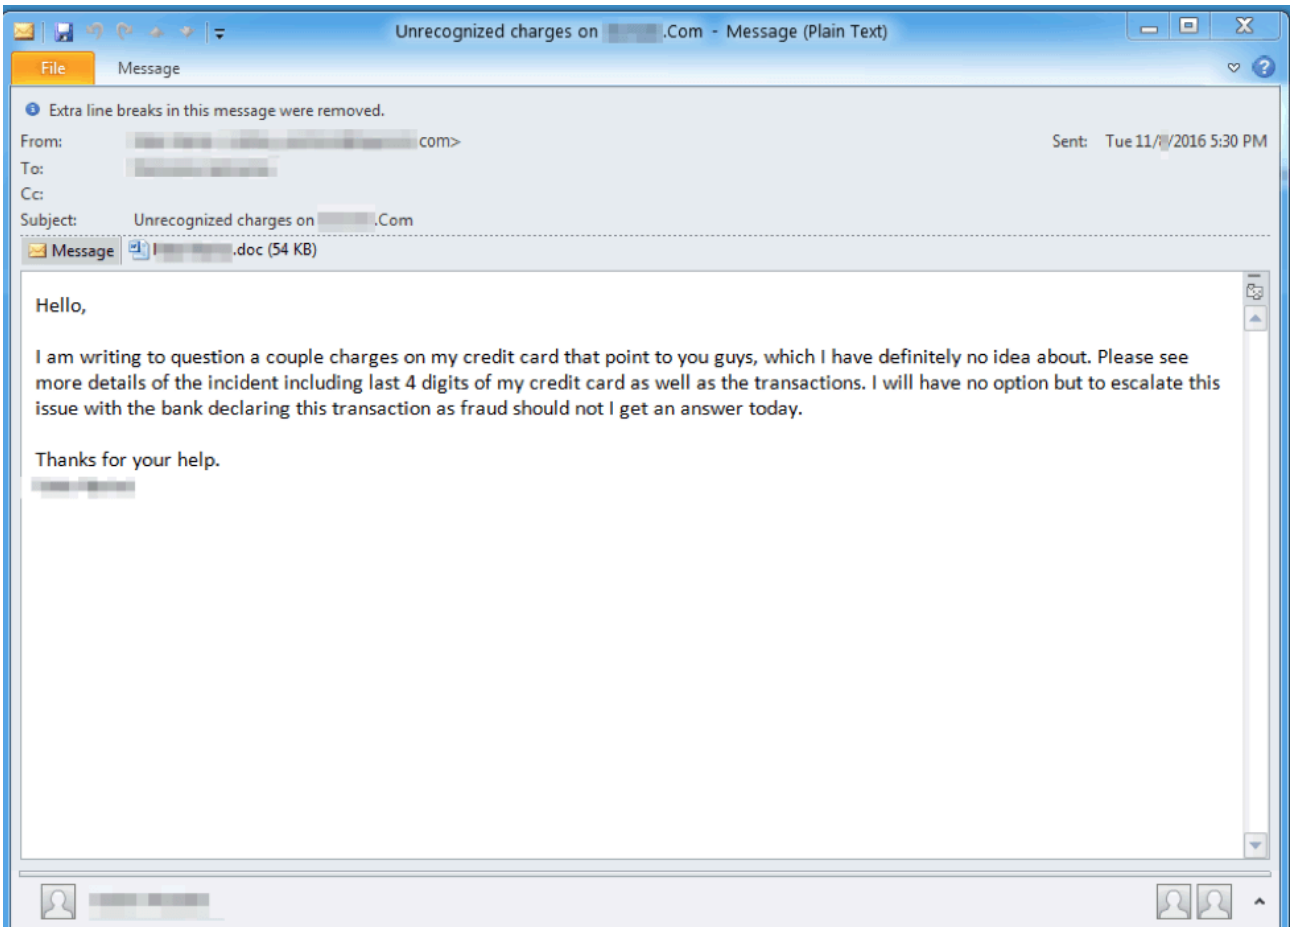 Unrecognized charges on .Com - Message (Plain Text)
File Message
Extra line breaks in this message were removed.
From: com> Sent: Tue 11/ /2016 5:30 PM
To:
Cc:
Subject: Unrecognized charges on .Com
Message .doc (54 KB)
Hello,
I am writing to question a couple charges on my credit card that point to you guys, which I have definitely no idea about. Please see
more details of the incident including last 4 digits of my credit card as well as the transactions. I will have no option but to escalate this
issue with the bank declaring this transaction as fraud should not I get an answer today.
Thanks for your help.